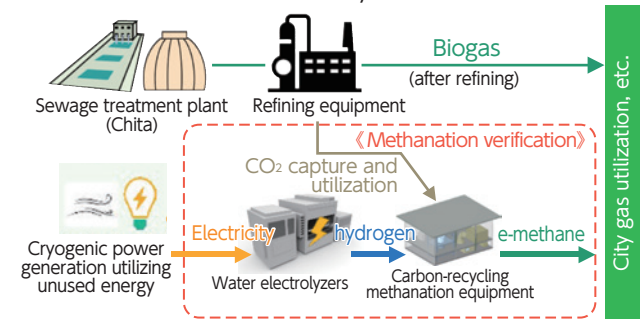 Biogas
(after refining)
Sewage treatment plant
(Chita)
Refining equipment
《Methanation verification》
CO2 capture and
utilization
Electricity
hydrogen
e-methane
Cryogenic power
generation utilizing
unused energy
Water electrolyzers
Carbon-recycling
methanation equipment
City gas utilization, etc.